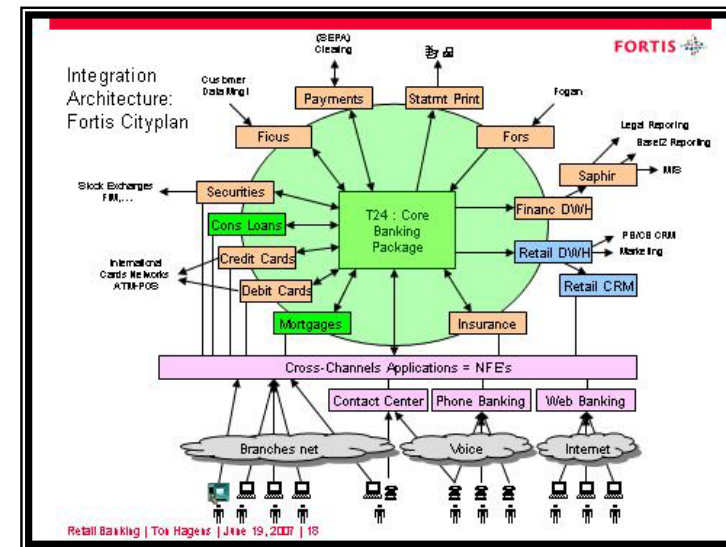 (SEPA)
Clearing
FORTIS
Integration
Architecture:
Fortis Cityplan
Customer
Data Mngt
Payments
Statmt Print
Fogan
Ficus
Fors
Legal Reporting
Basel2 Reporting
Saphir
MIS
Stock Exchanges
FIM,...
Securities
T24 : Core
Banking
Package
Financ DWH
Cons Loans
PB/CB CRM
Marketing
Retail DWH
Credit Cards
International
Cards Networks
ATM-POS
Debit Cards
Retail CRM
Mortgages
Insurance
Cross-Channels Applications = NFE's
Contact Center
Phone Banking
Web Banking
Branches net
Voice
Internet
Retail Banking | Ton Hagens | June 19, 2007 | 18